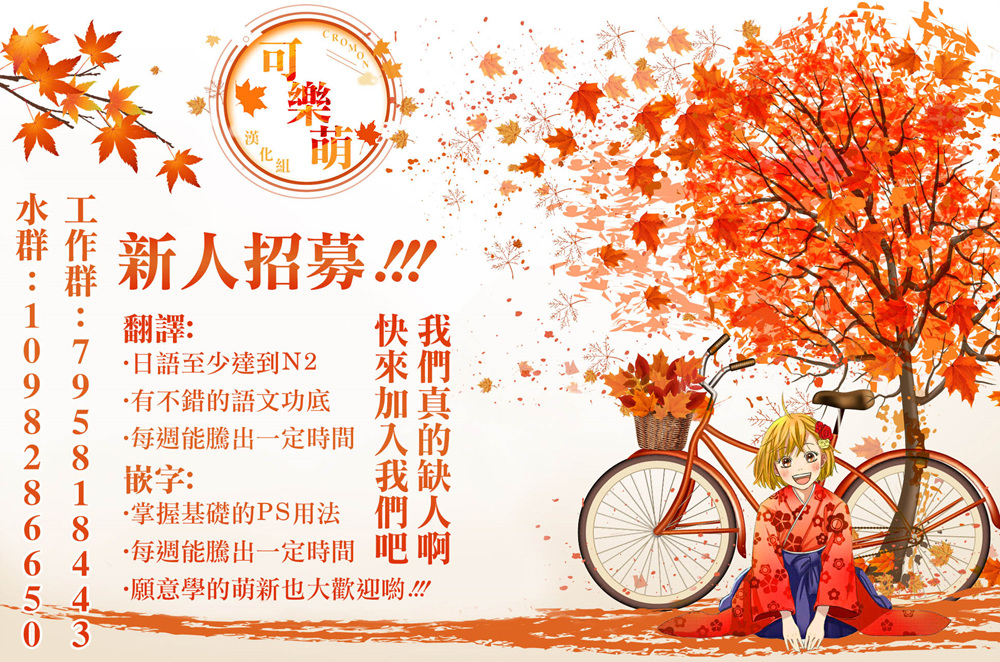 可樂萌
CROMOON
漢化組
新人招募!!!
翻譯:
·日語至少達到N2
·有不錯的語文功底
·每週能騰出一定時間
嵌字:
·掌握基礎的PS用法
·每週能騰出一定時間
·願意學的萌新也大歡迎喲!!!
我們真的缺人啊
快來加入我們吧
工作群:795818443
水群:1098286650